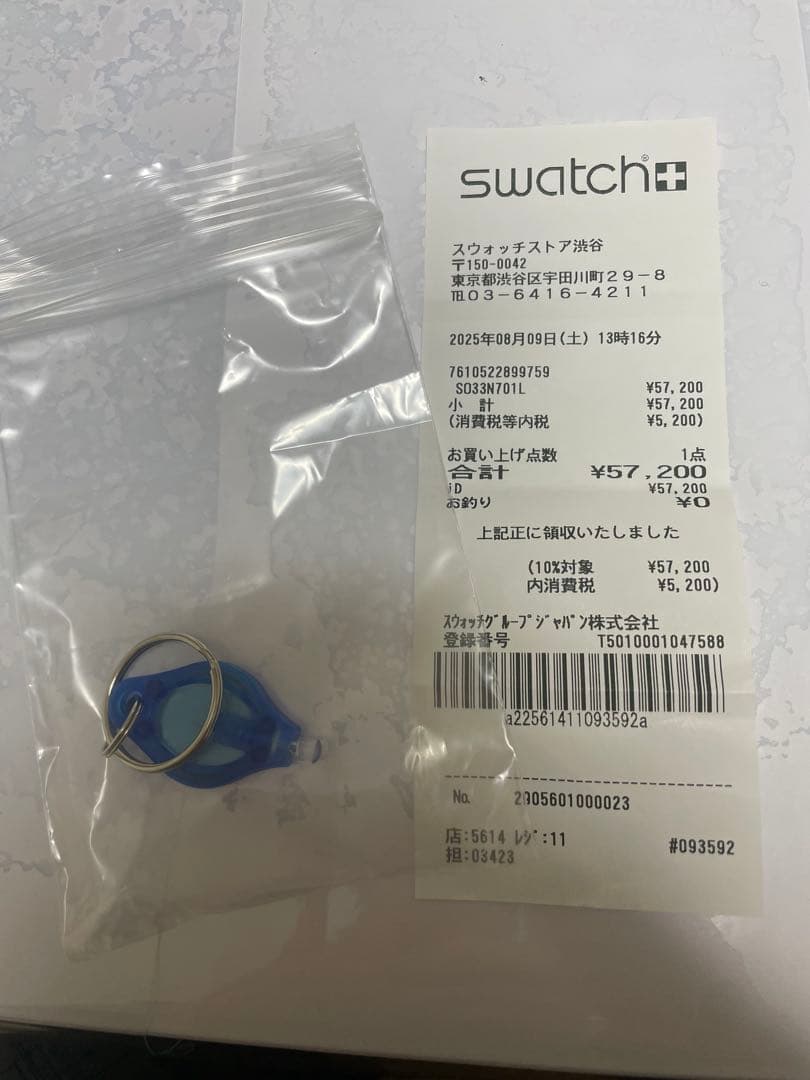 swatch®
スウォッチストア渋谷
〒150-0042
東京都渋谷区宇田川町29-8
℡03-6416-4211
2025年08月09日(土) 13時16分
7610522899759
SO33N701L ¥57,200
小 計 ¥57,200
(消費税等内税 ¥5,200)
お買い上げ点数 1点
合計 ¥57,200
iD ¥57,200
お釣り ¥0
上記正に領収いたしました
(10%対象 ¥57,200
内消費税 ¥5,200)
スウォッチグループジャパン株式会社
登録番号 T5010001047588
a22561411093592a
No. 2905601000023
店:5614 レジ:11 #093592
担:03423